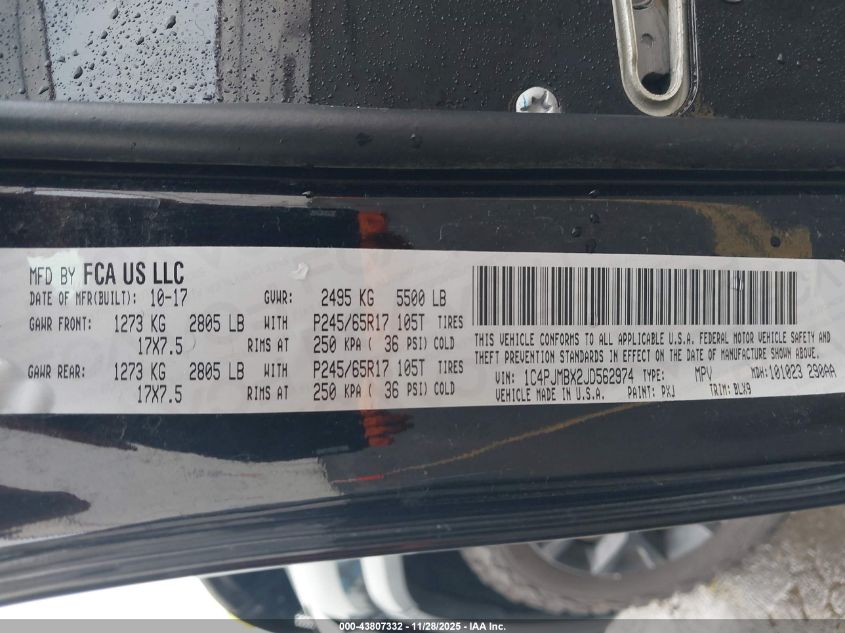 MFD BY FCA US LLC
DATE OF MFR(BUILT): 10-17 GVWR: 2495 KG 5500 LB
GAWR FRONT: 1273 KG 2805 LB WITH P245/65R17 105T TIRES
17X7.5 RIMS AT 250 KPA ( 36 PSI) COLD
GAWR REAR: 1273 KG 2805 LB WITH P245/65R17 105T TIRES
17X7.5 RIMS AT 250 KPA ( 36 PSI) COLD
THIS VEHICLE CONFORMS TO ALL APPLICABLE U.S.A. FEDERAL MOTOR VEHICLE SAFETY AND
THEFT PREVENTION STANDARDS IN EFFECT ON THE DATE OF MANUFACTURE SHOWN ABOVE.
VIN: 1C4PJMBX2JD562974 TYPE: MPV MDH:101023 290AA
VEHICLE MADE IN U.S.A. PAINT: PXJ TRIM: BLX9
000-43807332 - 11/28/2025 - IAA Inc.